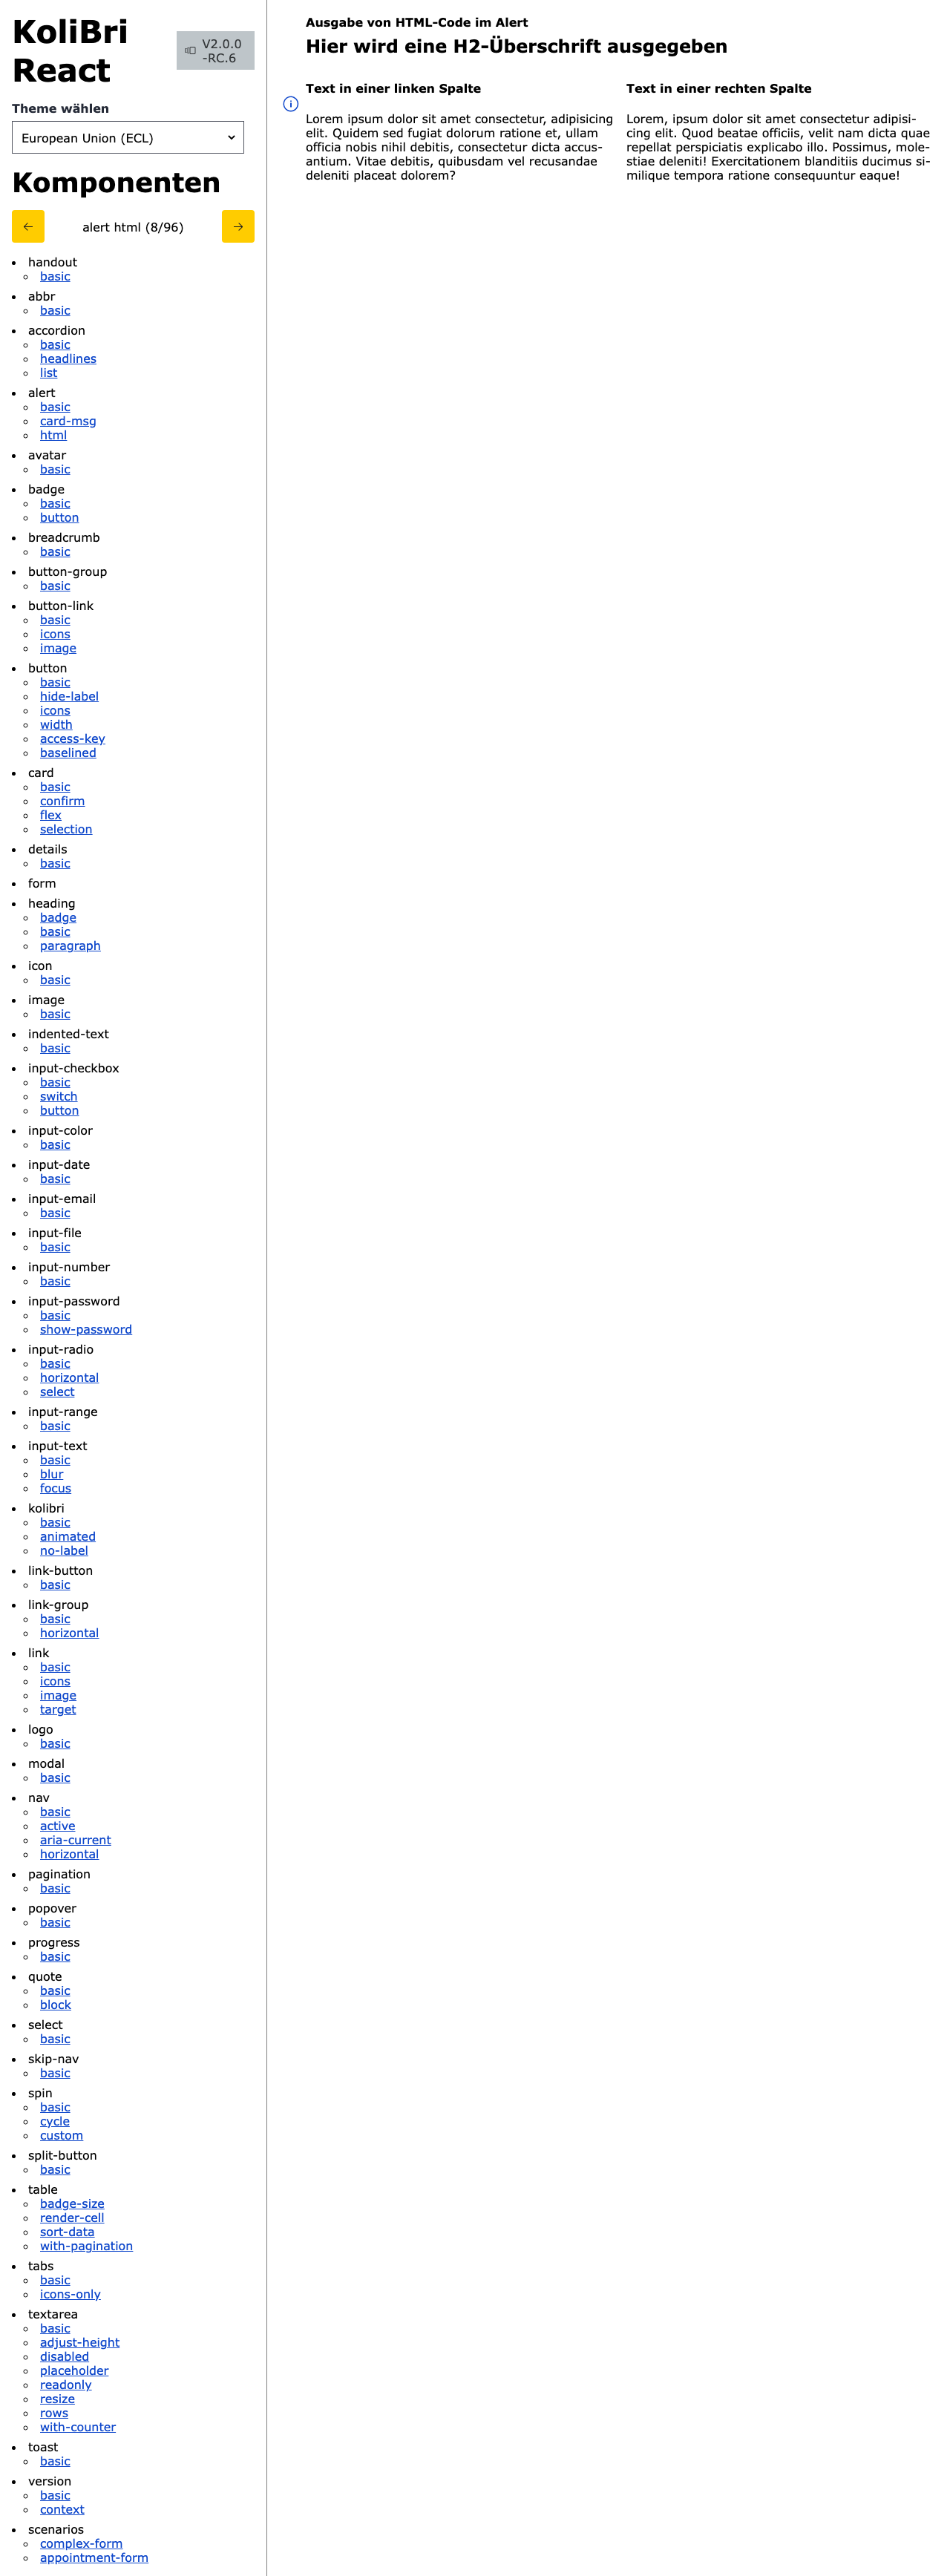 KoliBri
React
V2.0.0
-RC.6
Theme wählen
European Union (ECL)
Komponenten
← alert html (8/96) →
handout
basic
abbr
basic
accordion
basic
headlines
list
alert
basic
card-msg
html
avatar
basic
badge
basic
button
breadcrumb
basic
button-group
basic
button-link
basic
icons
image
button
basic
hide-label
icons
width
access-key
baselined
card
basic
confirm
flex
selection
details
basic
form
heading
badge
basic
paragraph
icon
basic
image
basic
indented-text
basic
input-checkbox
basic
switch
button
input-color
basic
input-date
basic
input-email
basic
input-file
basic
input-number
basic
input-password
basic
show-password
input-radio
basic
horizontal
select
input-range
basic
input-text
basic
blur
focus
kolibri
basic
animated
no-label
link-button
basic
link-group
basic
horizontal
link
basic
icons
image
target
logo
basic
modal
basic
nav
basic
active
aria-current
horizontal
pagination
basic
popover
basic
progress
basic
quote
basic
block
select
basic
skip-nav
basic
spin
basic
cycle
custom
split-button
basic
table
badge-size
render-cell
sort-data
with-pagination
tabs
basic
icons-only
textarea
basic
adjust-height
disabled
placeholder
readonly
resize
rows
with-counter
toast
basic
version
basic
context
scenarios
complex-form
appointment-form
Ausgabe von HTML-Code im Alert
Hier wird eine H2-Überschrift ausgegeben
Text in einer linken Spalte
Lorem ipsum dolor sit amet consectetur, adipisicing
elit. Quidem sed fugiat dolorum ratione et, ullam
officia nobis nihil debitis, consectetur dicta accus-
antium. Vitae debitis, quibusdam vel recusandae
deleniti placeat dolorem?
Text in einer rechten Spalte
Lorem, ipsum dolor sit amet consectetur adipisi-
cing elit. Quod beatae officiis, velit nam dicta quae
repellat perspiciatis explicabo illo. Possimus, mole-
stiae deleniti! Exercitationem blanditiis ducimus si-
milique tempora ratione consequuntur eaque!